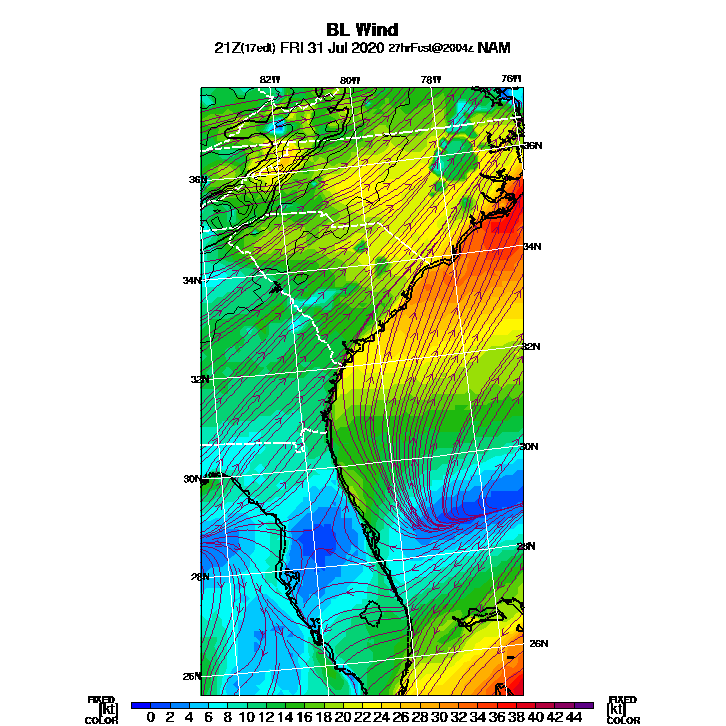 BL Wind
21Z(17edt) FRI 31 Jul 2020 27hrFcst@2004z NAM
82W 80W 78W 76W
36N
36N
34N
34N
32N
32N
30N
30N
28N
28N
26N
26N
FIXED FIXED
[kt] 0 2 4 6 8 10 12 14 16 18 20 22 24 26 28 30 32 34 36 38 40 42 44 [kt]
COLOR COLOR